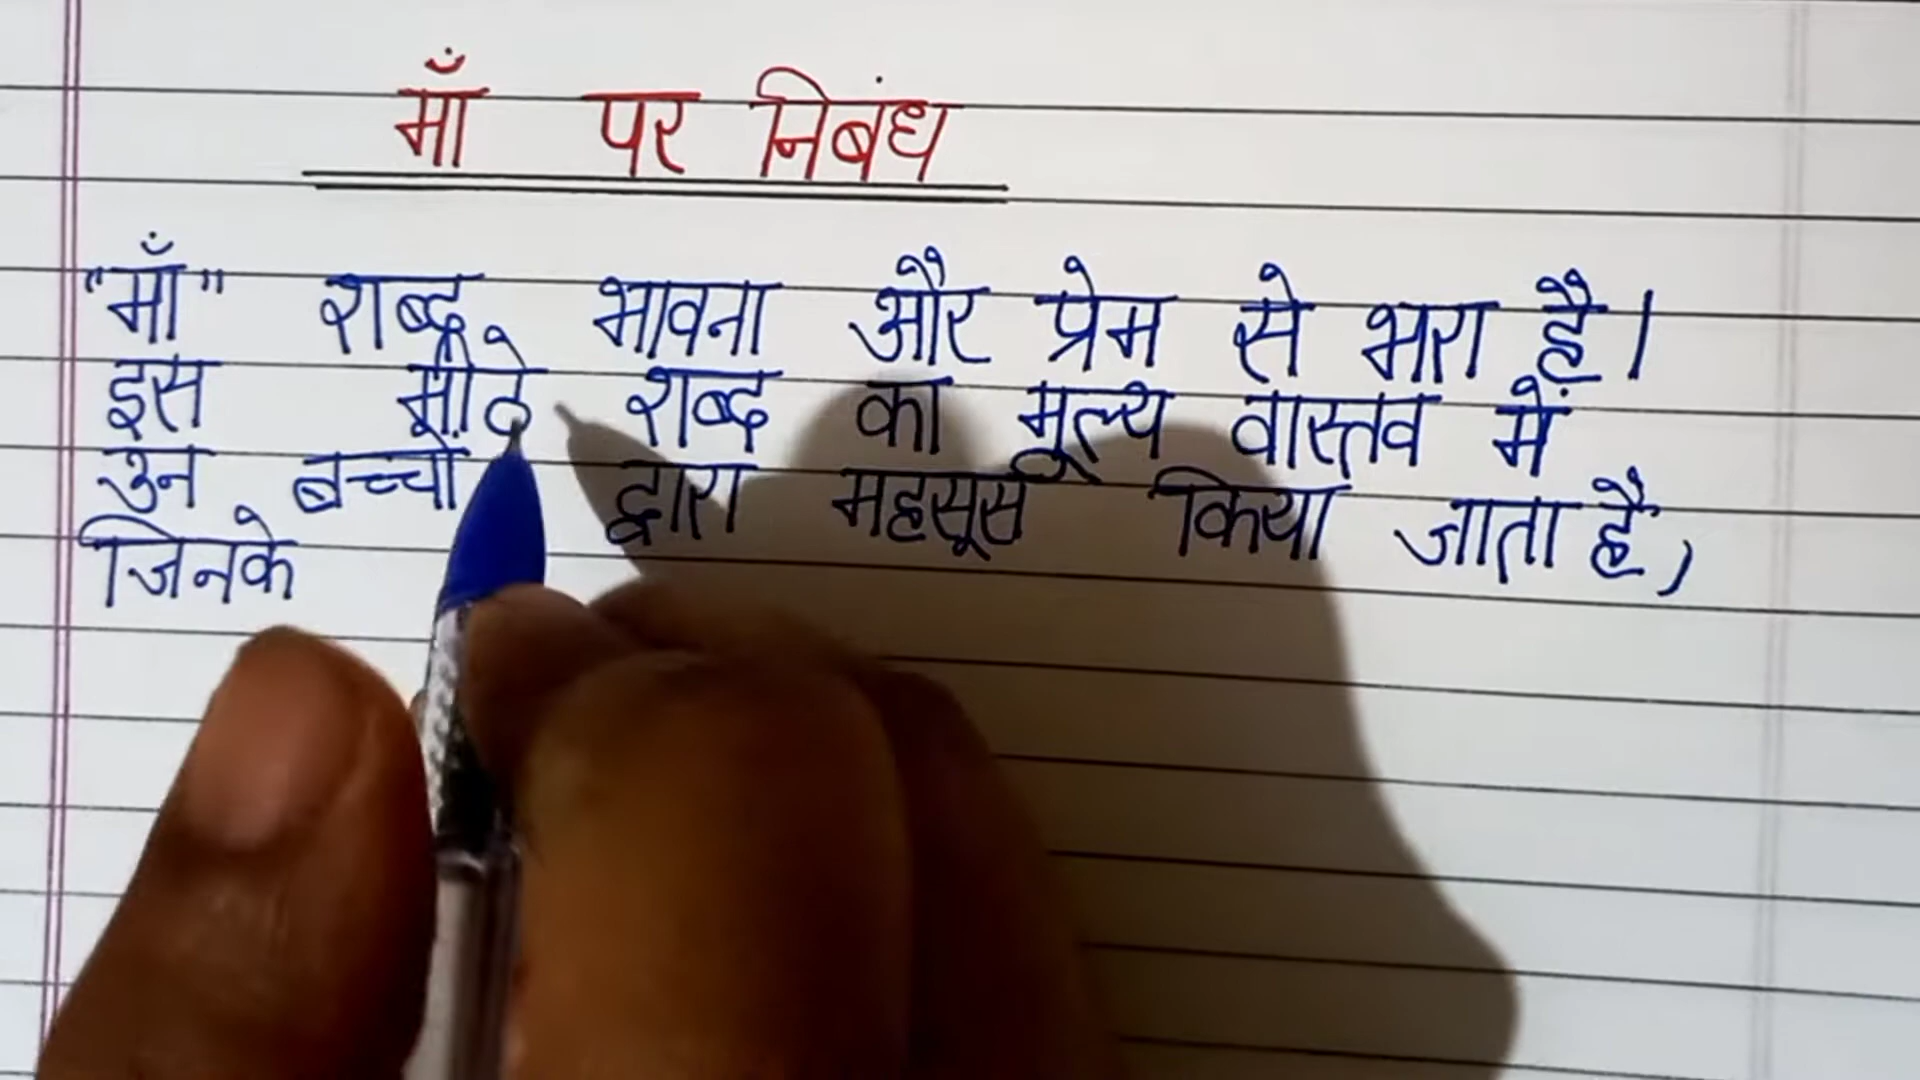 माँ पर निबंध
"माँ" शब्द भावना और प्रेम से भरा है।
इस मीठे शब्द का मूल्य वास्तव में
उन बच्चों द्वारा महसूस किया जाता है,
जिनके